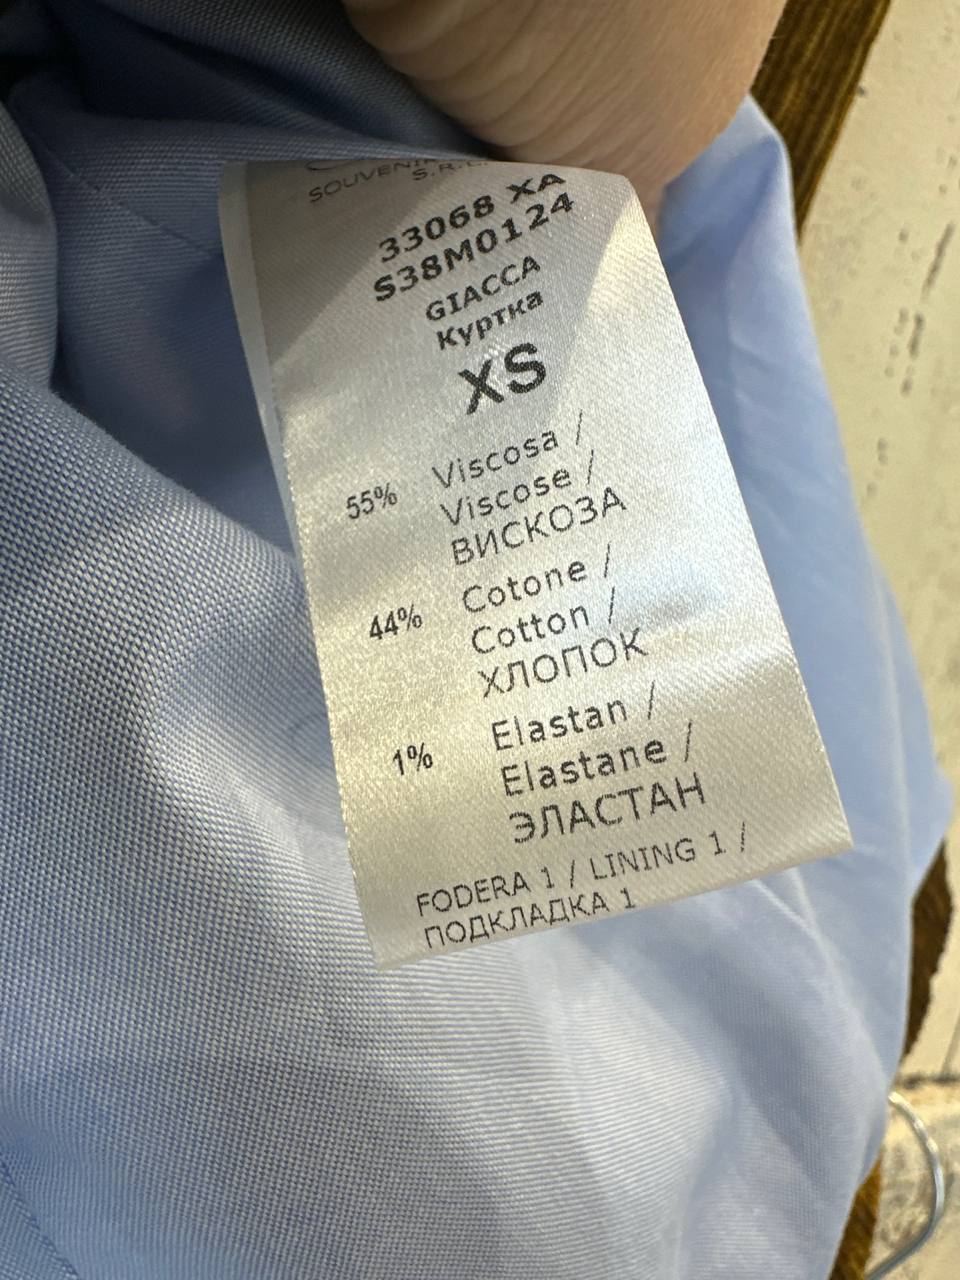 SOUVENIR
S.R.L.
33068 XA
S38M0124
GIACCA
Куртка
XS
55% Viscosa /
Viscose /
ВИСКОЗА
44% Cotone /
Cotton /
ХЛОПОК
1% Elastan /
Elastane /
ЭЛАСТАН
FODERA 1 / LINING 1 /
ПОДКЛАДКА 1